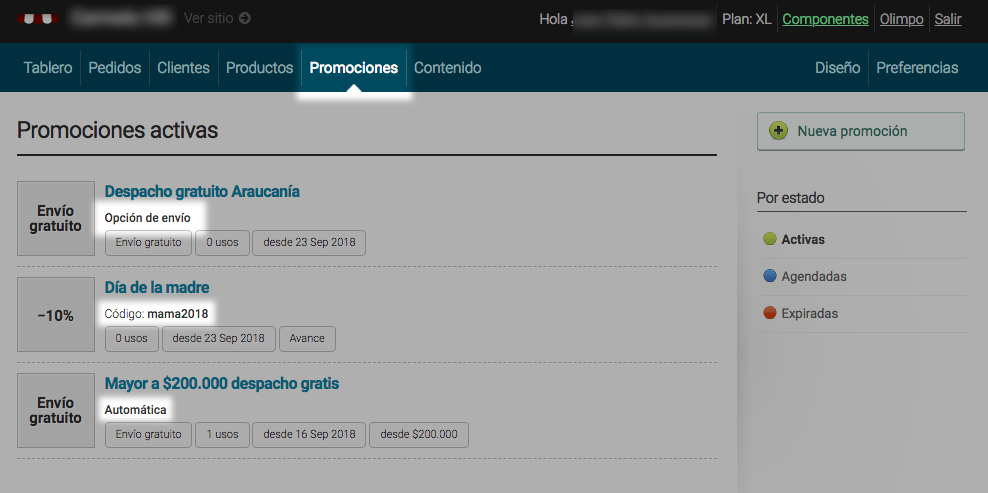 Ver sitio
Hola
Plan: XL
Componentes
Olimpo
Salir
Tablero
Pedidos
Clientes
Productos
Promociones
Contenido
Diseño
Preferencias
Promociones activas
Envío
gratuito
Despacho gratuito Araucanía
Opción de envío
Envío gratuito
0 usos
desde 23 Sep 2018
−10%
Día de la madre
Código: mama2018
0 usos
desde 23 Sep 2018
Avance
Envío
gratuito
Mayor a $200.000 despacho gratis
Automática
Envío gratuito
1 usos
desde 16 Sep 2018
desde $200.000
Nueva promoción
Por estado
Activas
Agendadas
Expiradas